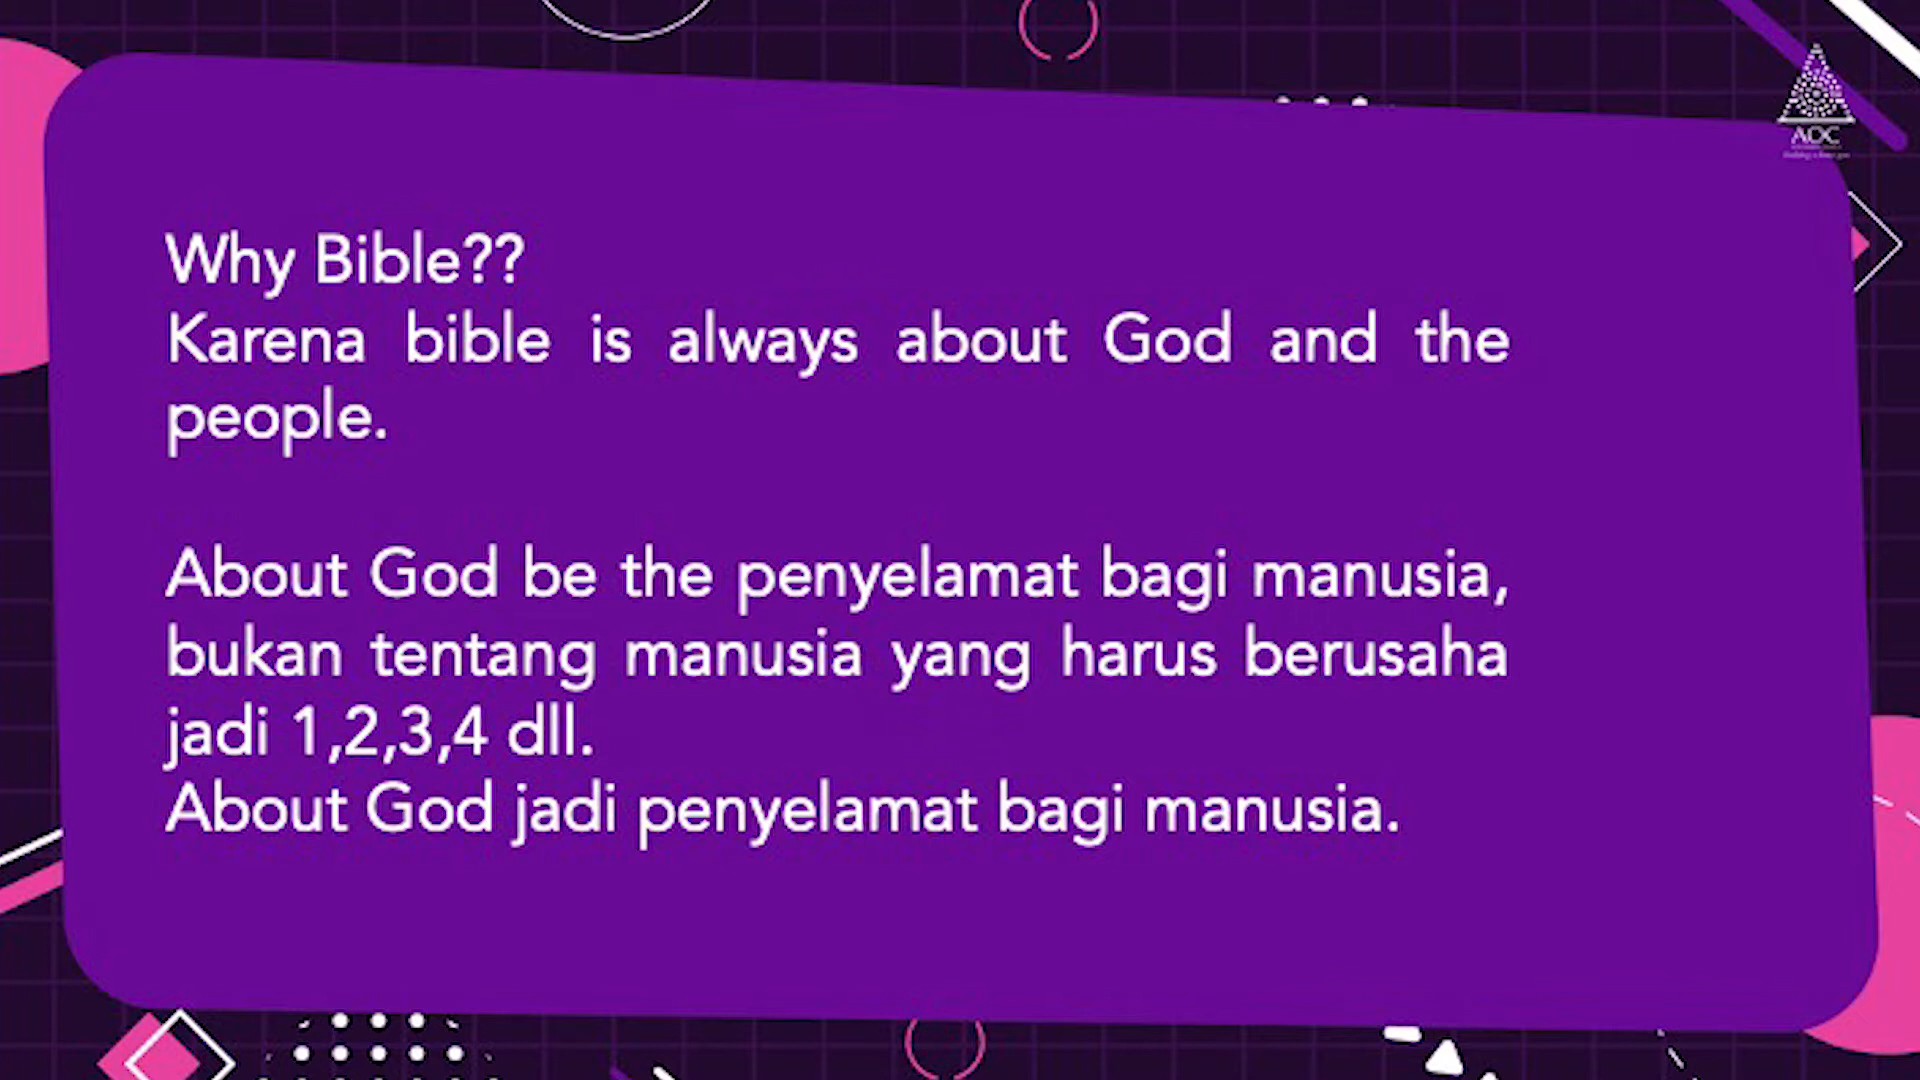 AOC
Why Bible??
Karena bible is always about God and the
people.
About God be the penyelamat bagi manusia,
bukan tentang manusia yang harus berusaha
jadi 1,2,3,4 dll.
About God jadi penyelamat bagi manusia.